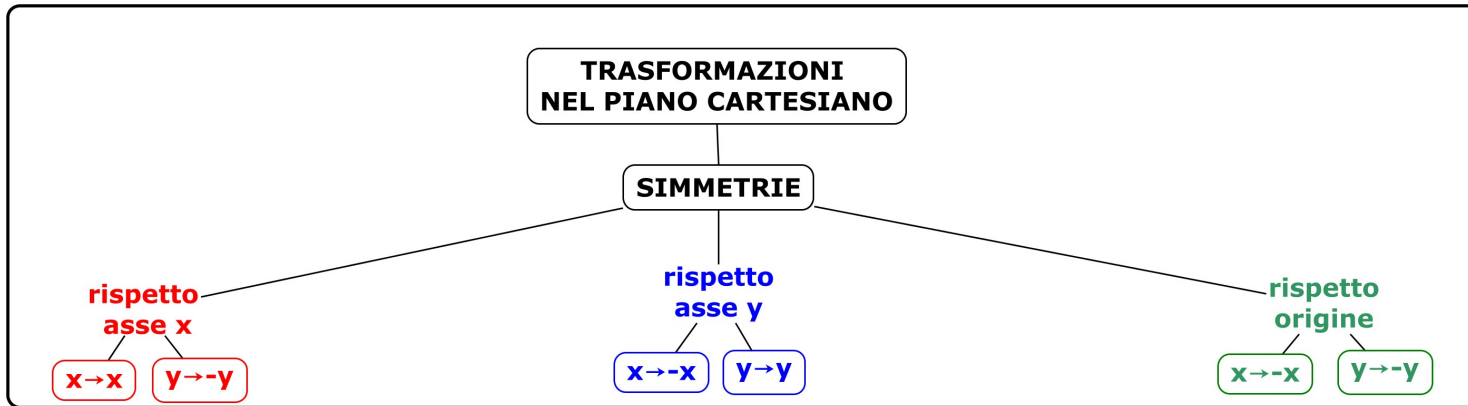 TRASFORMAZIONI
NEL PIANO CARTESIANO
SIMMETRIE
rispetto
asse x
x→x
y→-y
rispetto
asse y
x→-x
y→y
rispetto
origine
x→-x
y→-y